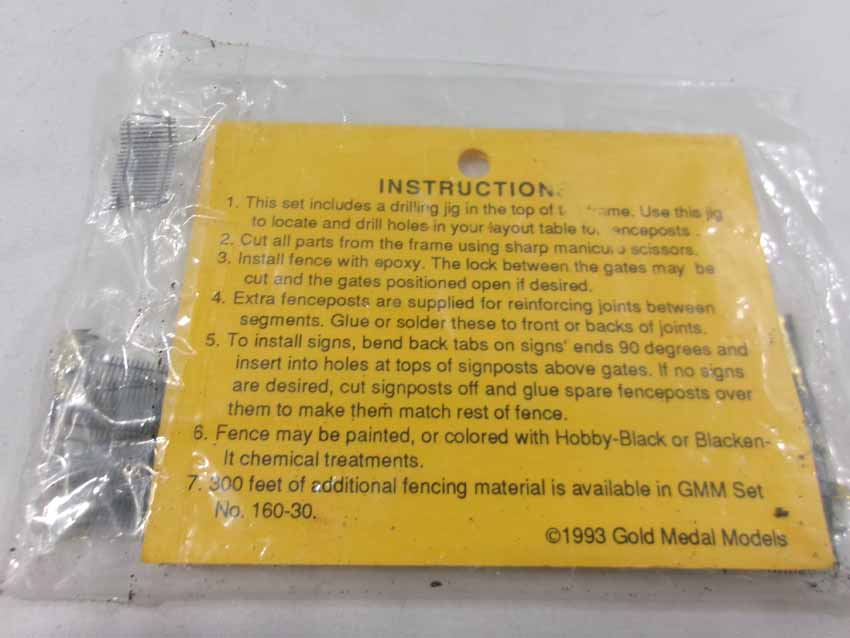 INSTRUCTION
1. This set includes a drilling jig in the top of Use this jig
to locate and drill holes in your layout table
2. Cut all parts from the frame using sharp scissors.
3. Install fence with epoxy. The lock between the gates may be
cut and the gates positioned open if desired.
4. Extra fenceposts are supplied for reinforcing joints between
segments. Glue or solder these to front or backs of joints.
5. To install signs, bend back tabs on signs' ends 90 degrees and
insert into holes at tops of signposts above gates. If no signs
are desired, cut signposts off and glue spare fenceposts over
them to make them match rest of fence.
6. Fence may be painted, or colored with Hobby-Black or Blacken-
It chemical treatments.
7. 300 feet of additional fencing material is available in GMM Set
No. 160-30.
©1993 Gold Medal Models